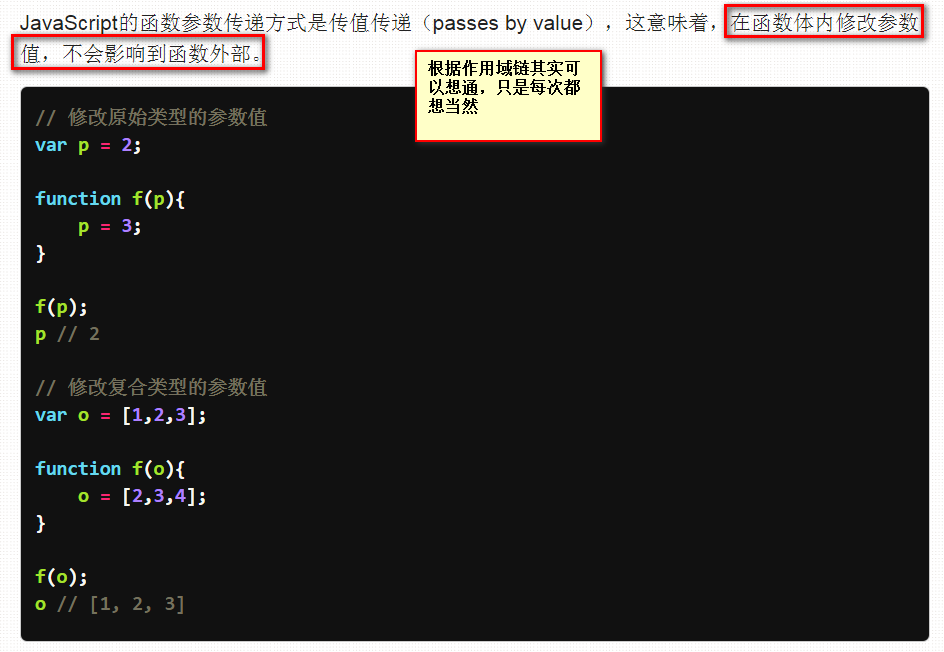 JavaScript的函数参数传递方式是传值传递（passes by value），这意味着，在函数体内修改参数
值，不会影响到函数外部。
根据作用域链其实可
以想通，只是每次都
想当然
// 修改原始类型的参数值
var p = 2;
function f(p){
    p = 3;
}
f(p);
p // 2
// 修改复合类型的参数值
var o = [1,2,3];
function f(o){
    o = [2,3,4];
}
f(o);
o // [1, 2, 3]